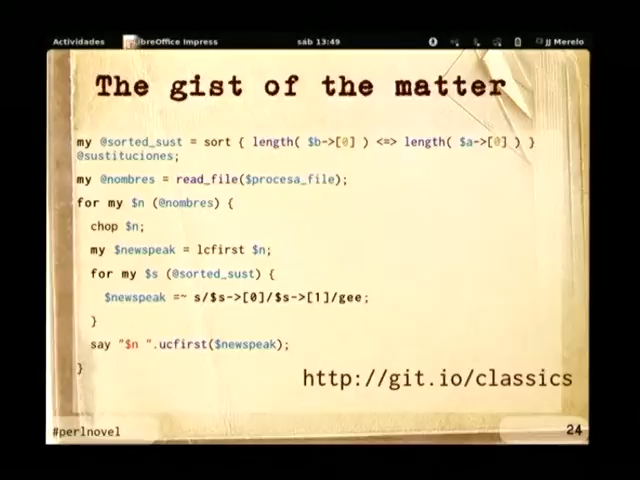 Actividades LibreOffice Impress sáb 13:49 JJ Merelo
The gist of the matter
my @sorted_sust = sort { length( $b->[0] ) <=> length( $a->[0] ) }
@sustituciones;
my @nombres = read_file($procesa_file);
for my $n (@nombres) {
chop $n;
my $newspeak = lcfirst $n;
for my $s (@sorted_sust) {
$newspeak =~ s/$s->[0]/$s->[1]/gee;
}
say "$n ".ucfirst($newspeak);
}
http://git.io/classics
#perlnovel
24